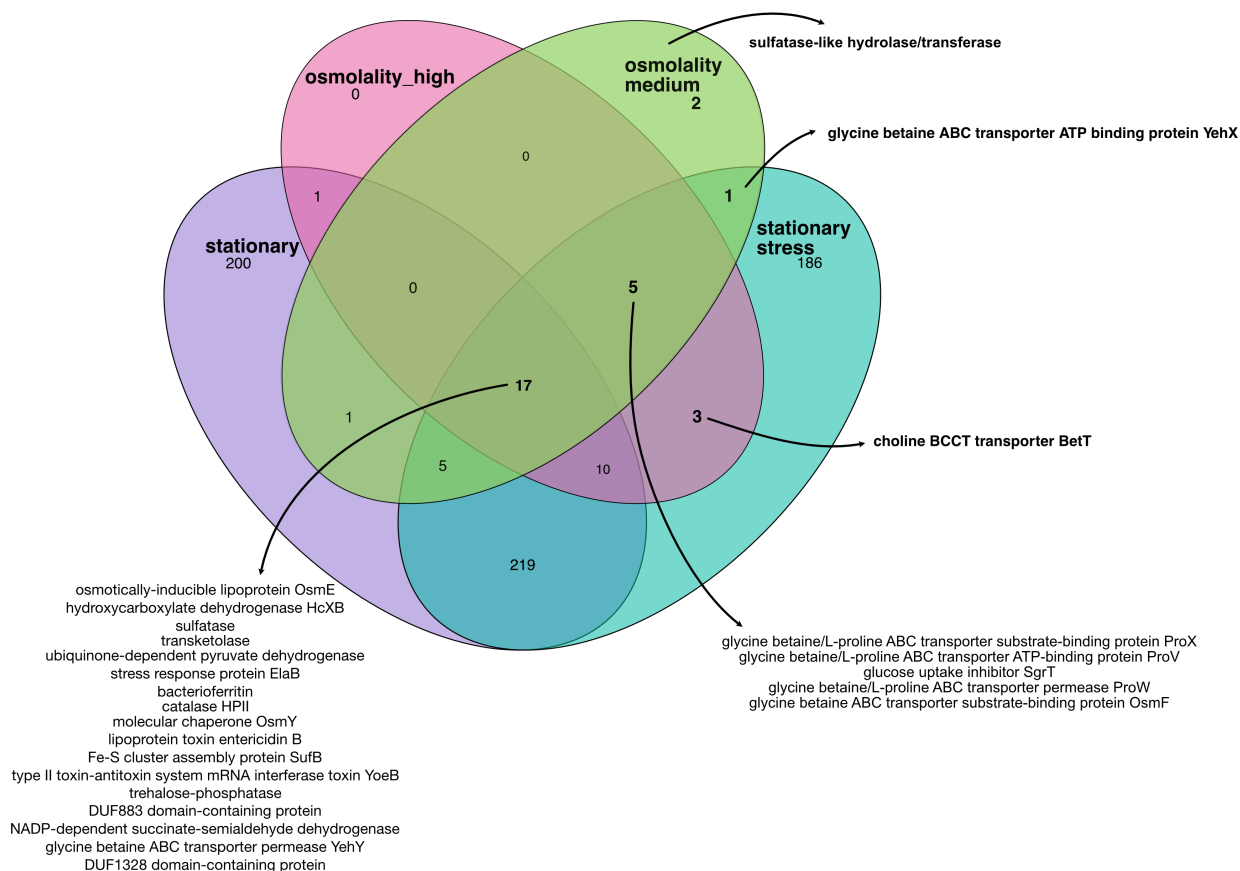 sulfatase-like hydrolase/transferase
osmolality_high
0
osmolality
medium
2
glycine betaine ABC transporter ATP binding protein YehX
0
1
1
stationary
200
stationary
stress
186
0
5
17
1
3
choline BCCT transporter BetT
5
10
219
osmotically-inducible lipoprotein OsmE
hydroxycarboxylate dehydrogenase HcXB
sulfatase
transketolase
ubiquinone-dependent pyruvate dehydrogenase
stress response protein ElaB
bacterioferritin
catalase HPII
molecular chaperone OsmY
lipoprotein toxin entericidin B
Fe-S cluster assembly protein SufB
type II toxin-antitoxin system mRNA interferase toxin YoeB
trehalose-phosphatase
DUF883 domain-containing protein
NADP-dependent succinate-semialdehyde dehydrogenase
glycine betaine ABC transporter permease YehY
DUF1328 domain-containing protein
glycine betaine/L-proline ABC transporter substrate-binding protein ProX
glycine betaine/L-proline ABC transporter ATP-binding protein ProV
glucose uptake inhibitor SgrT
glycine betaine/L-proline ABC transporter permease ProW
glycine betaine ABC transporter substrate-binding protein OsmF